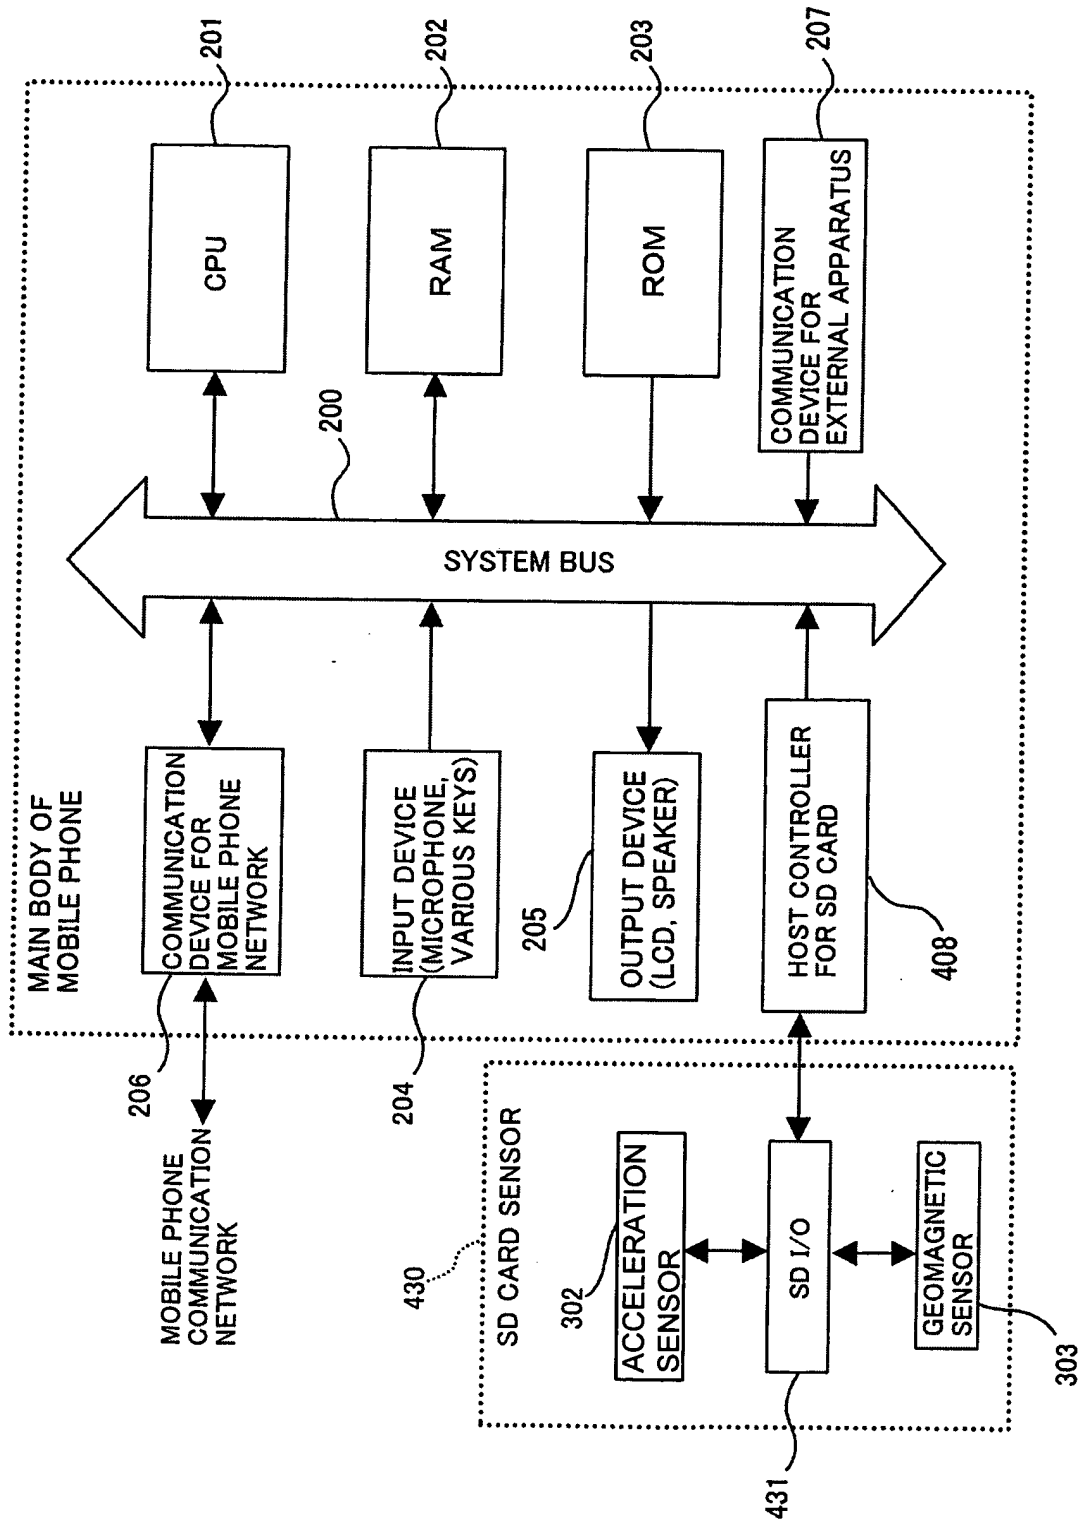 MAIN BODY OF
MOBILE PHONE
201
CPU
202
RAM
203
ROM
207
COMMUNICATION
DEVICE FOR
EXTERNAL APPARATUS
200
SYSTEM BUS
COMMUNICATION
DEVICE FOR
MOBILE PHONE
NETWORK
206
MOBILE PHONE
COMMUNICATION
NETWORK
INPUT DEVICE
(MICROPHONE,
VARIOUS KEYS)
204
205
OUTPUT DEVICE
(LCD, SPEAKER)
HOST CONTROLLER
FOR SD CARD
408
430
SD CARD SENSOR
302
ACCELERATION
SENSOR
SD I/O
431
GEOMAGNETIC
SENSOR
303